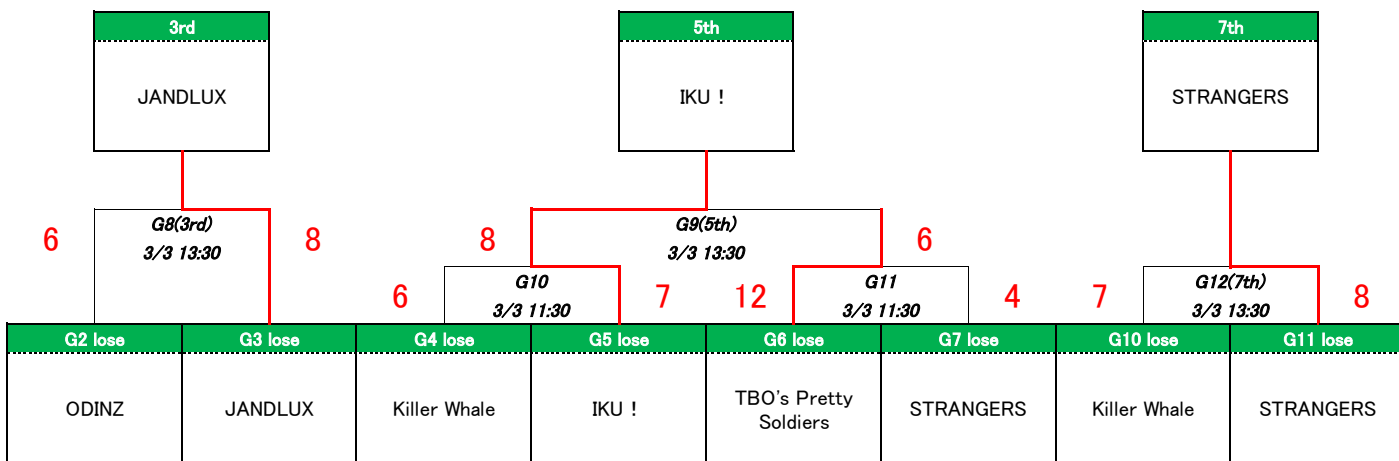 3rd
5th
7th
JANDLUX
IKU！
STRANGERS
G8(3rd)
G9(5th)
6
8
8
6
3/3 13:30
3/3 13:30
G10
G11
G12(7th)
6
7
12
4
7
8
3/3 11:30
3/3 11:30
3/3 13:30
G2 lose
G3 lose
G4 lose
G5 lose
G6 lose
G7 lose
G10 lose
G11 lose
ODINZ
JANDLUX
Killer Whale
IKU！
TBO's Pretty
Soldiers
STRANGERS
Killer Whale
STRANGERS